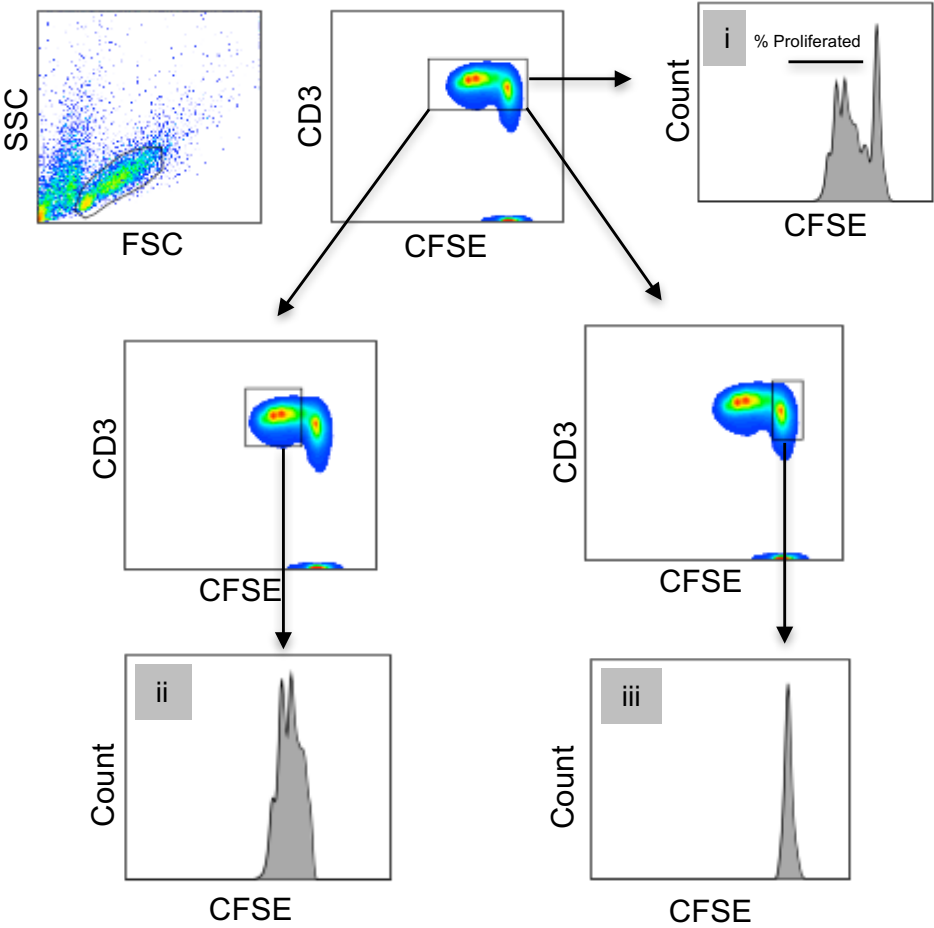 SSC
FSC
CD3
CFSE
i
% Proliferated
Count
CFSE
CD3
CFSE
CD3
CFSE
ii
Count
CFSE
iii
Count
CFSE